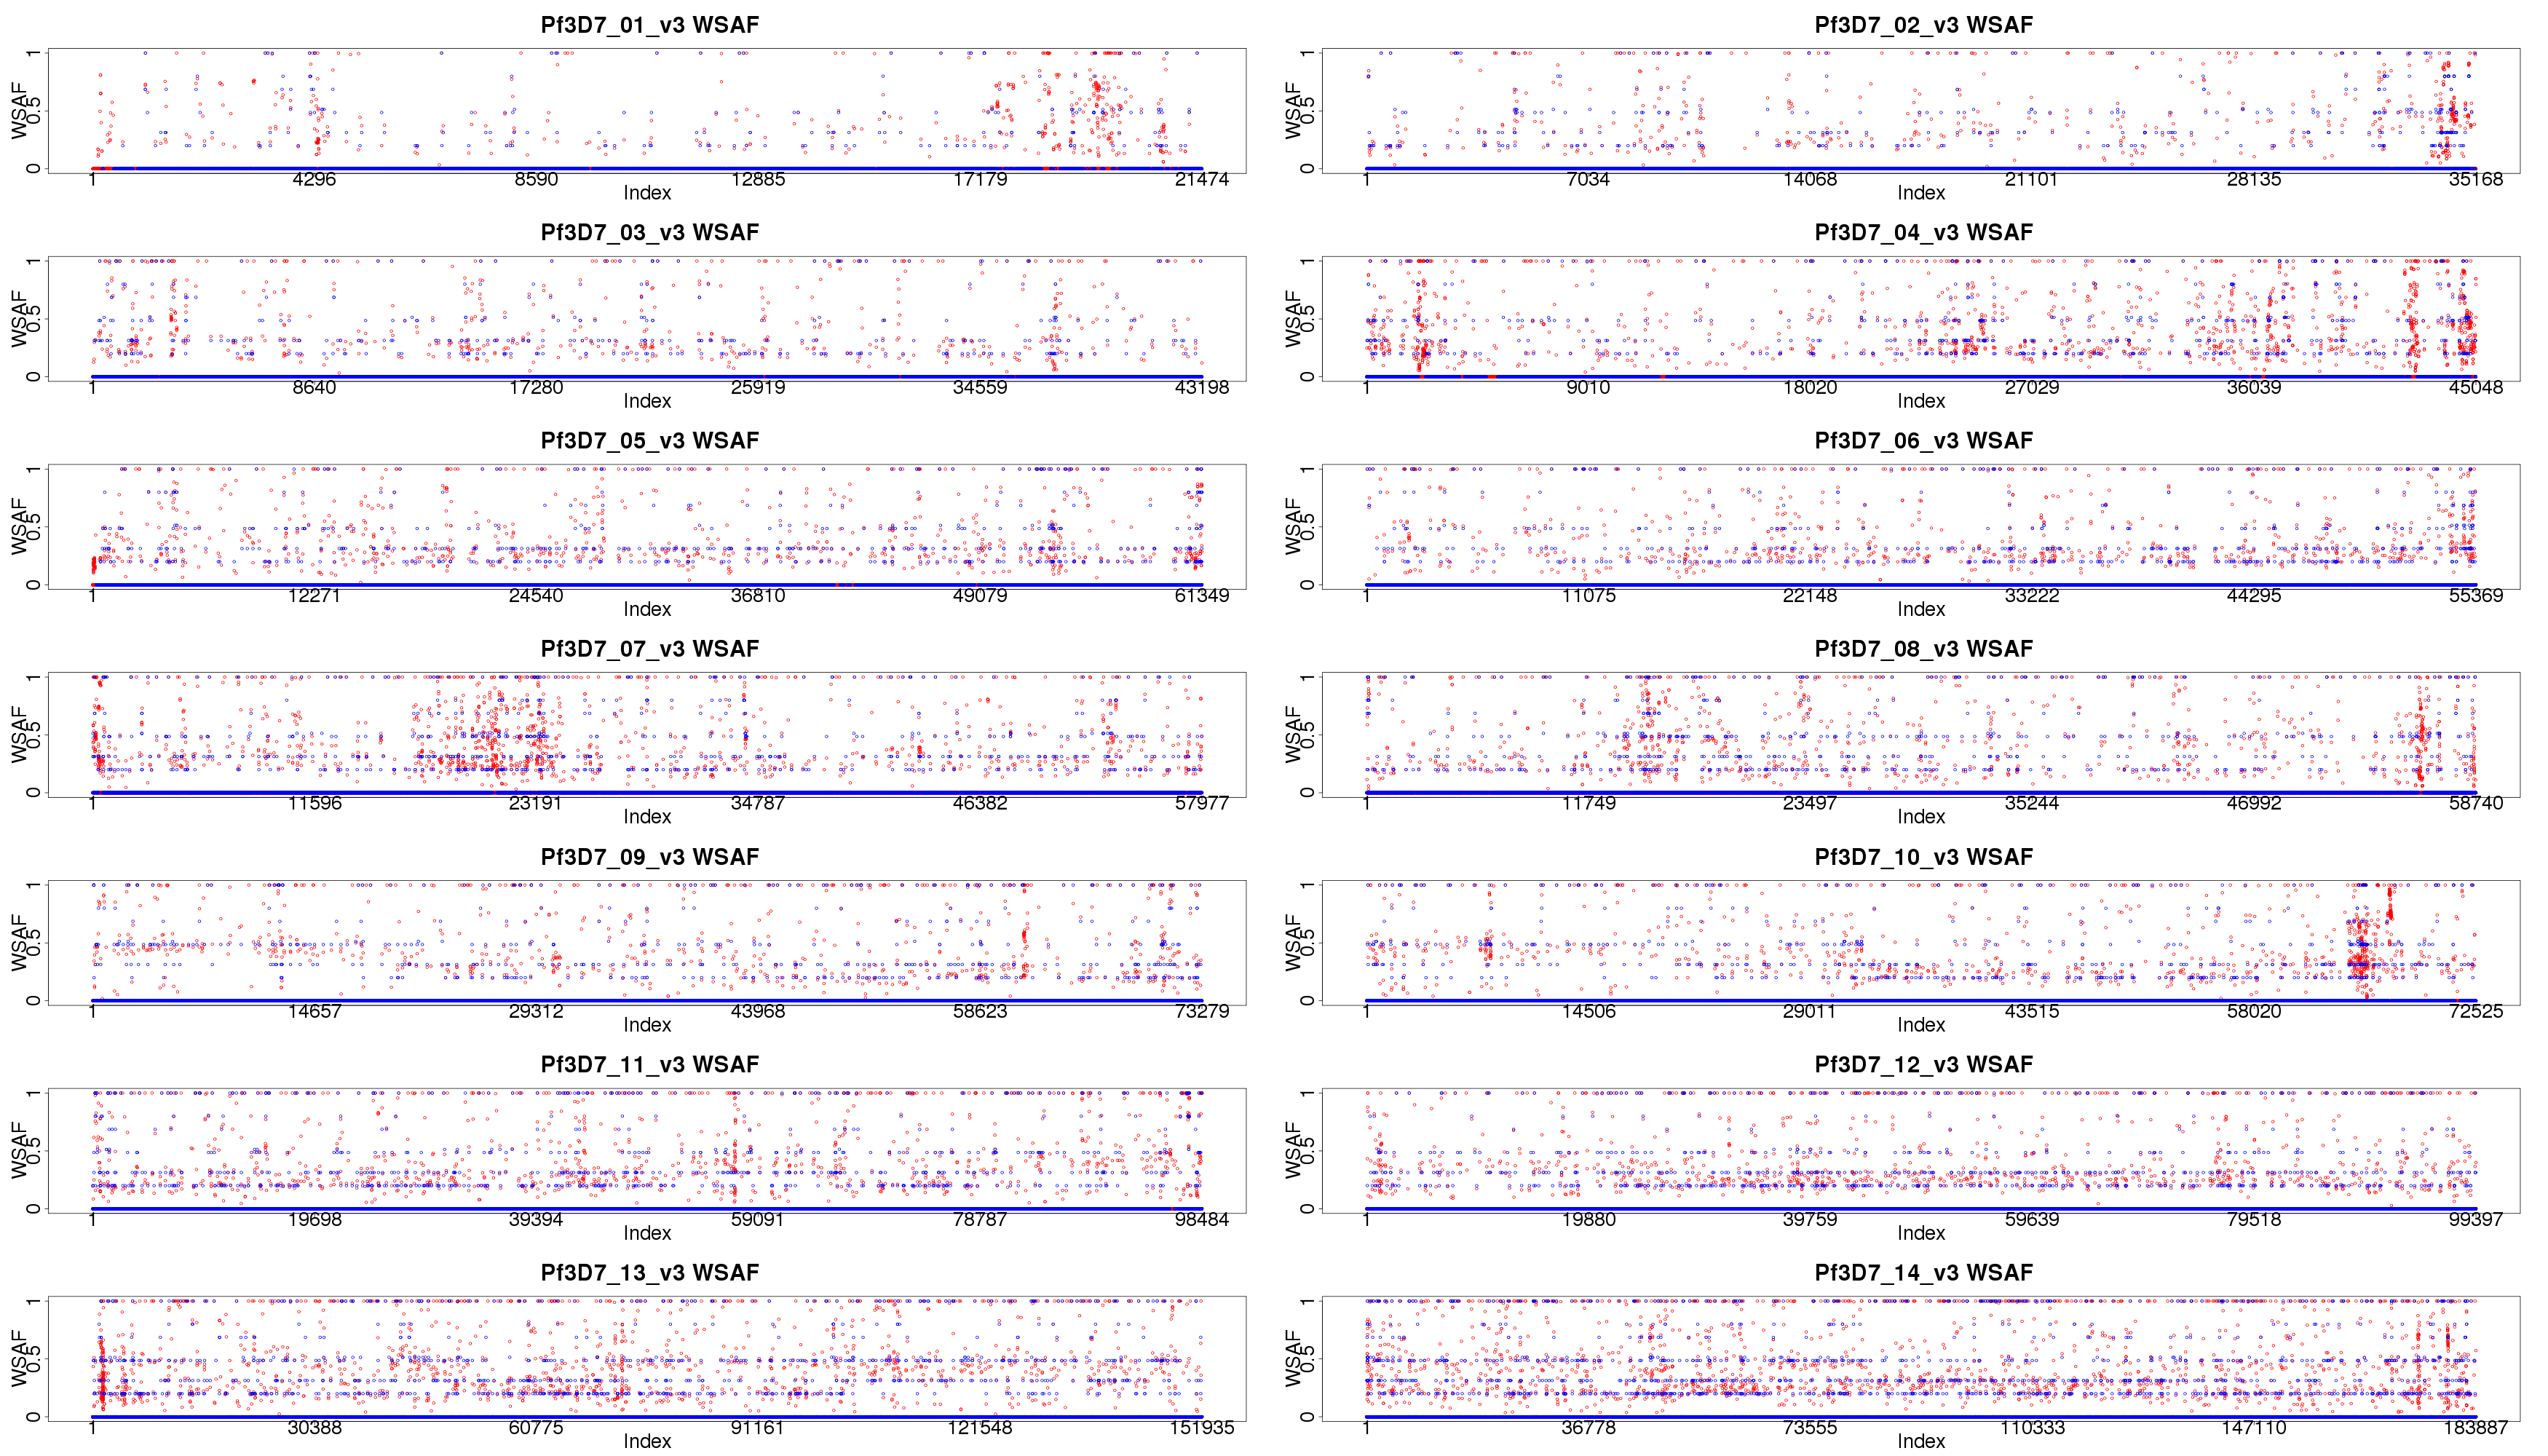 Pf3D7_01_v3 WSAF
WSAF
0 0.5 1
1 4296 8590 12885 17179 21474
Index
Pf3D7_02_v3 WSAF
WSAF
0 0.5 1
1 7034 14068 21101 28135 35168
Index
Pf3D7_03_v3 WSAF
WSAF
0 0.5 1
1 8640 17280 25919 34559 43198
Index
Pf3D7_04_v3 WSAF
WSAF
0 0.5 1
1 9010 18020 27029 36039 45048
Index
Pf3D7_05_v3 WSAF
WSAF
0 0.5 1
1 12271 24540 36810 49079 61349
Index
Pf3D7_06_v3 WSAF
WSAF
0 0.5 1
1 11075 22148 33222 44295 55369
Index
Pf3D7_07_v3 WSAF
WSAF
0 0.5 1
1 11596 23191 34787 46382 57977
Index
Pf3D7_08_v3 WSAF
WSAF
0 0.5 1
1 11749 23497 35244 46992 58740
Index
Pf3D7_09_v3 WSAF
WSAF
0 0.5 1
1 14657 29312 43968 58623 73279
Index
Pf3D7_10_v3 WSAF
WSAF
0 0.5 1
1 14506 29011 43515 58020 72525
Index
Pf3D7_11_v3 WSAF
WSAF
0 0.5 1
1 19698 39394 59091 78787 98484
Index
Pf3D7_12_v3 WSAF
WSAF
0 0.5 1
1 19880 39759 59639 79518 99397
Index
Pf3D7_13_v3 WSAF
WSAF
0 0.5 1
1 30388 60775 91161 121548 151935
Index
Pf3D7_14_v3 WSAF
WSAF
0 0.5 1
1 36778 73555 110333 147110 183887
Index